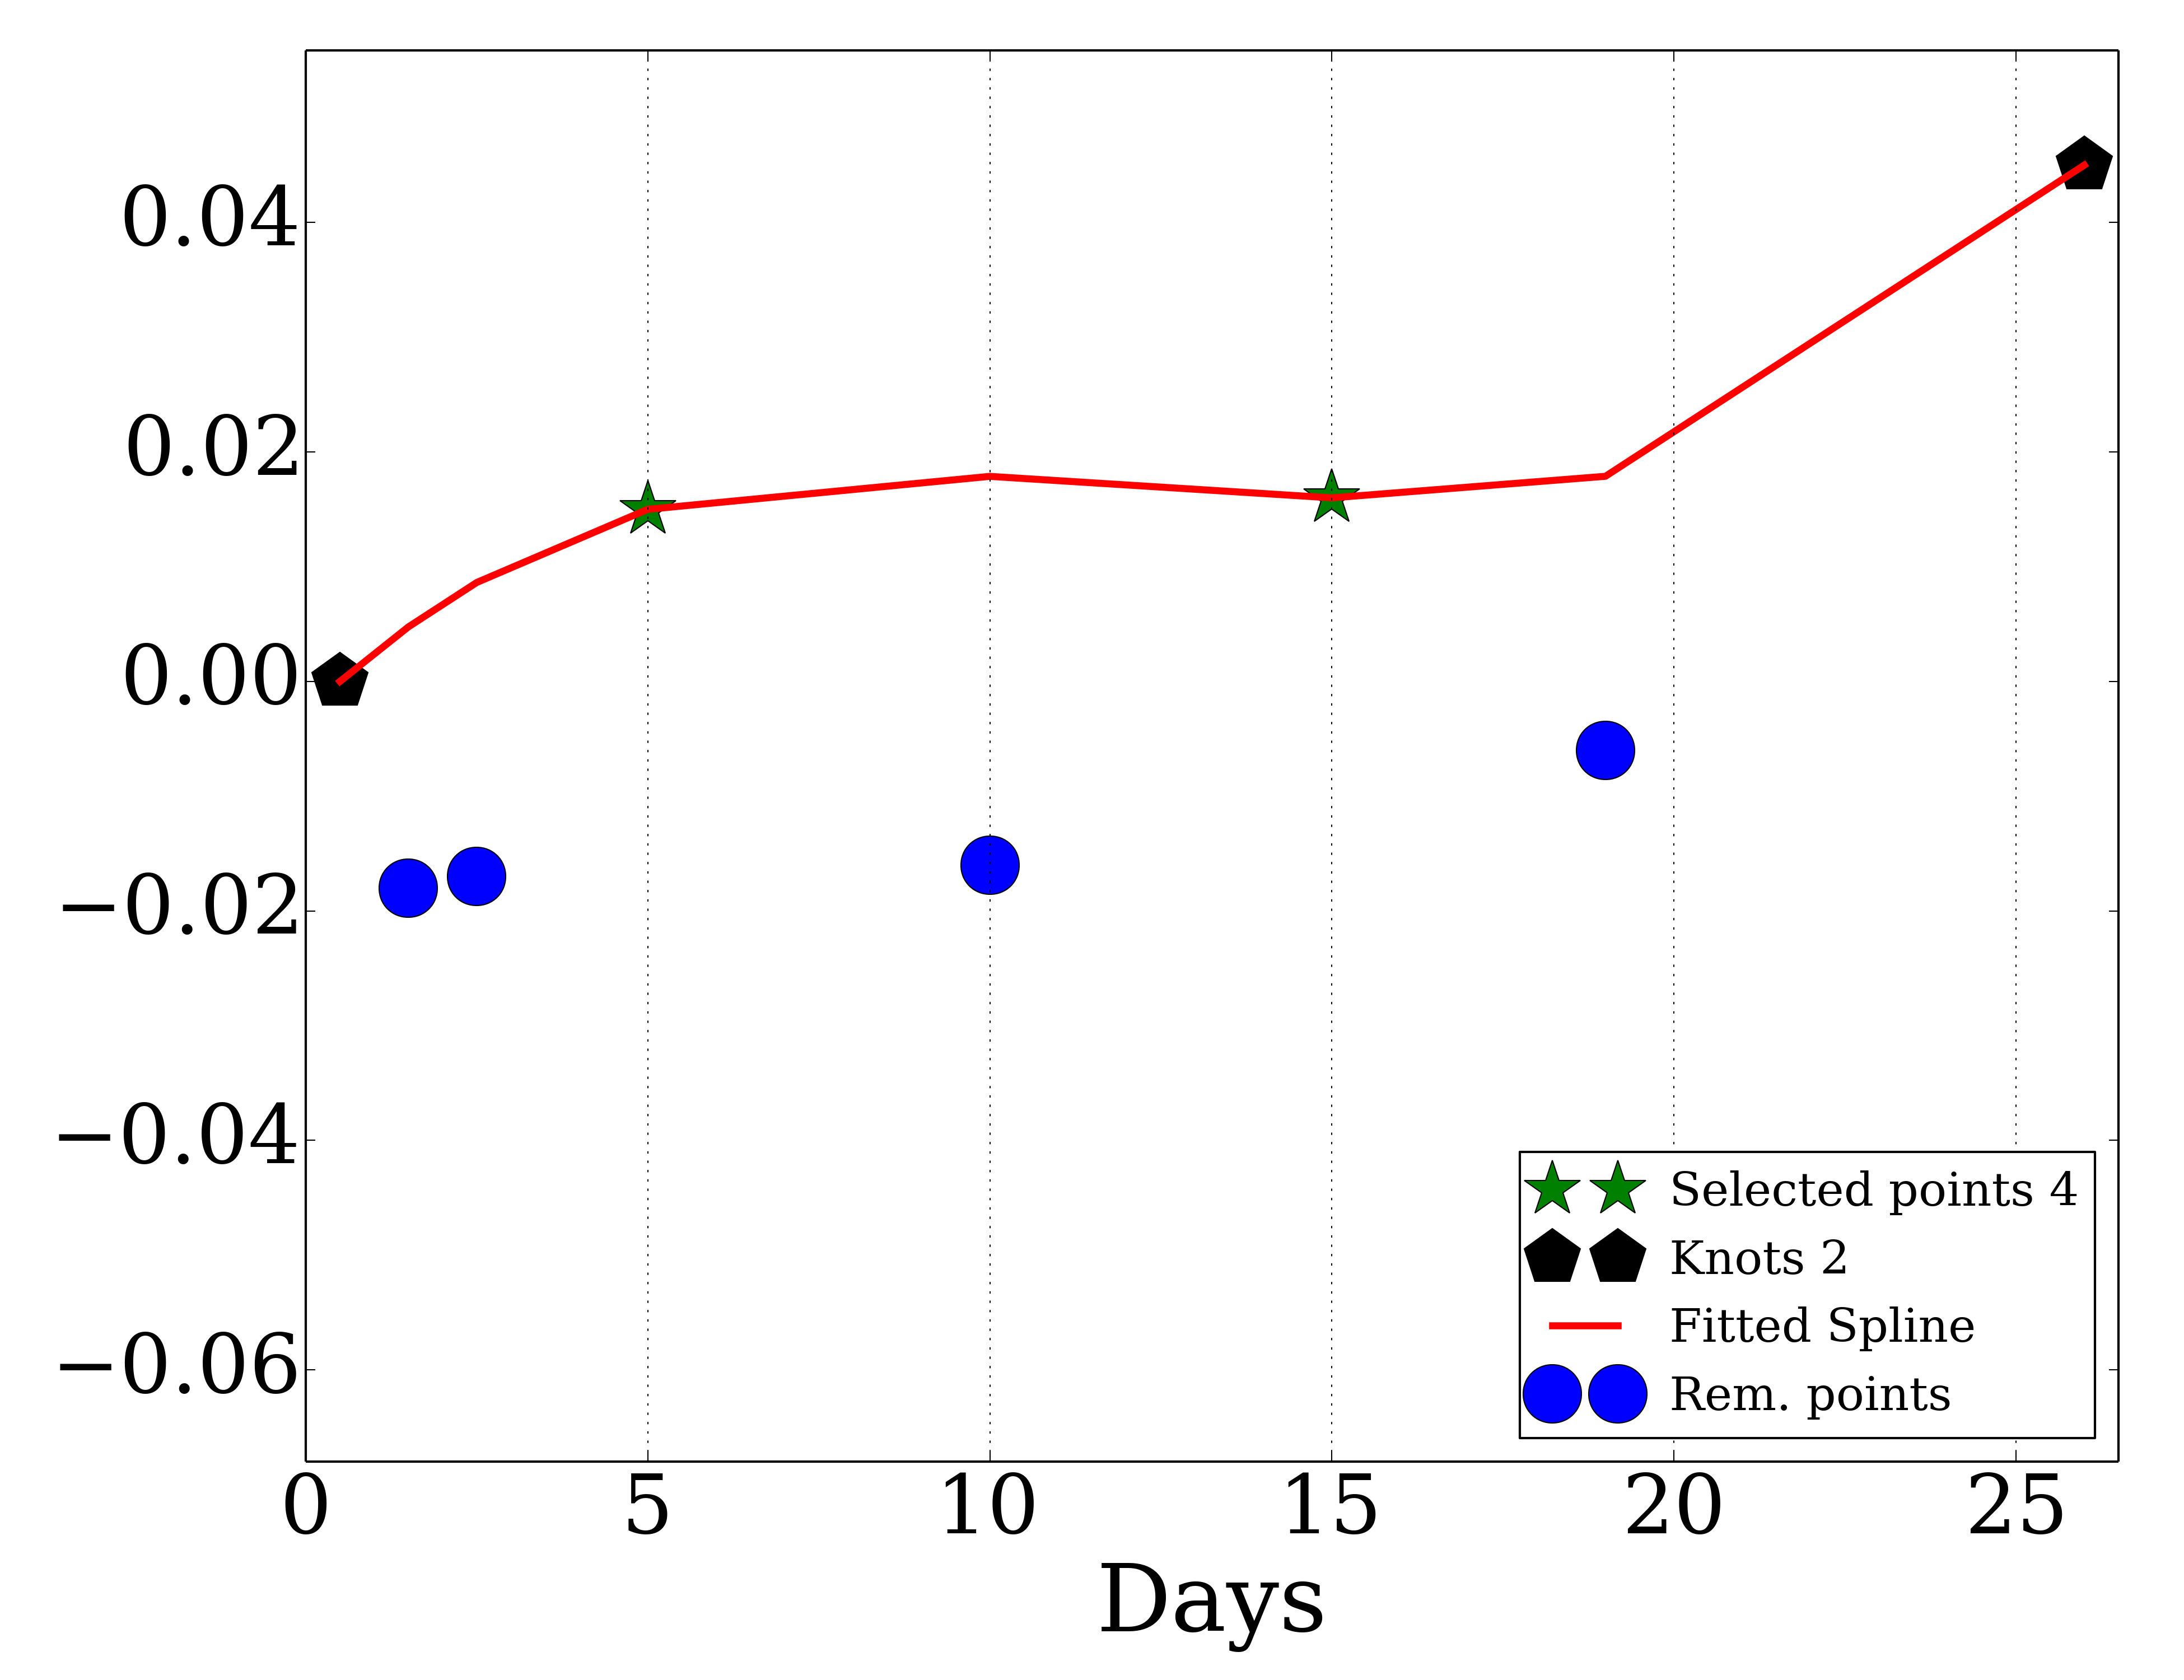 0.04
0.02
0.00
−0.02
−0.04
−0.06
Selected points 4
Knots 2
Fitted Spline
Rem. points
0 5 10 15 20 25
Days